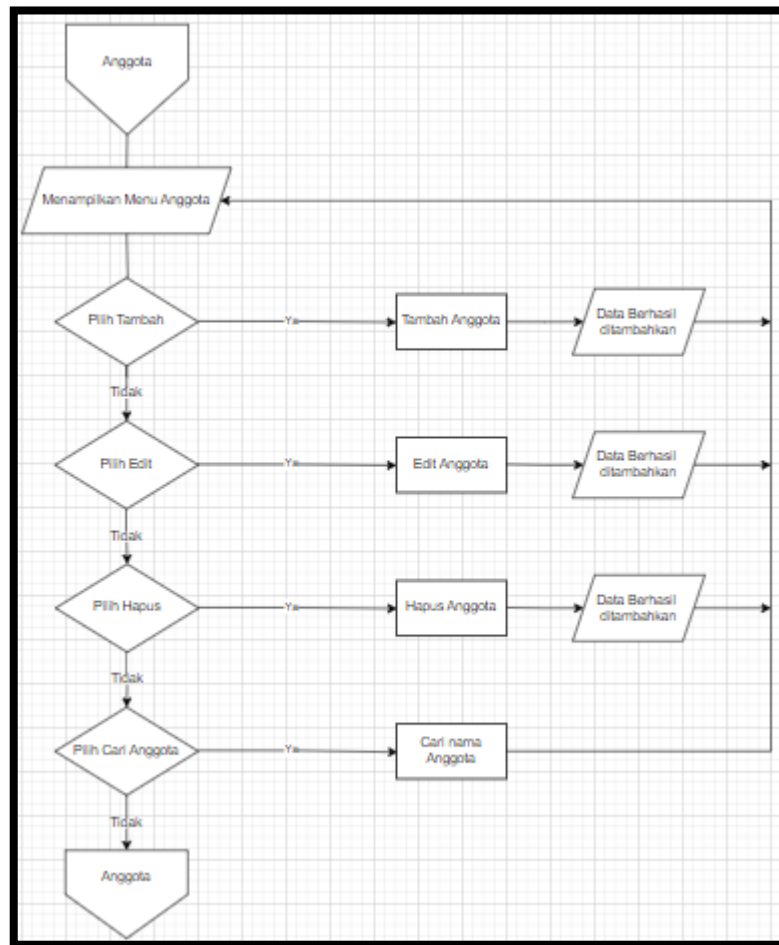 Anggota
Menampilkan Menu Anggota
Pilih Tambah
Ya
Tambah Anggota
Data Berhasil
ditambahkan
Tidak
Pilih Edit
Ya
Edit Anggota
Data Berhasil
ditambahkan
Tidak
Pilih Hapus
Ya
Hapus Anggota
Data Berhasil
ditambahkan
Tidak
Pilih Cari Anggota
Ya
Cari nama
Anggota
Tidak
Anggota